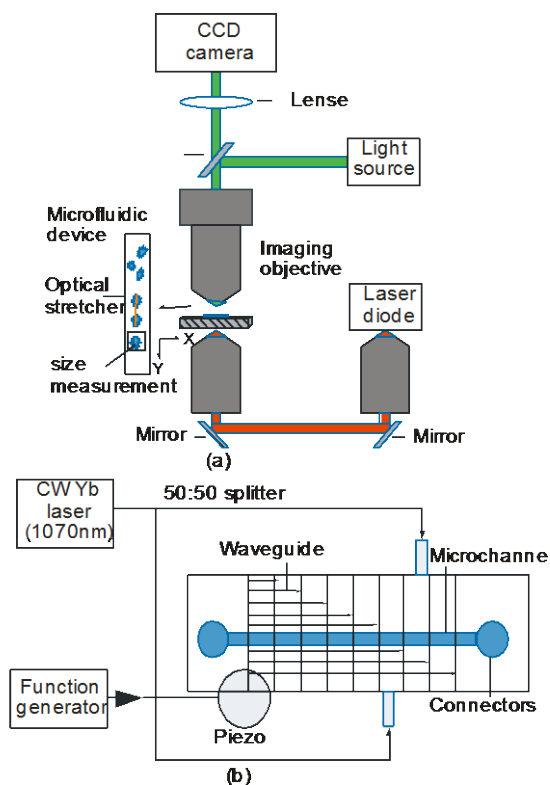 CCD
camera
Lense
Light
source
Microfluidic
device
Imaging
objective
Optical
stretcher
Laser
diode
size
measurement
X
Y
Mirror
Mirror
(a)
CW Yb
laser
(1070nm)
50:50 splitter
Waveguide
Microchanne
Function
generator
Piezo
Connectors
(b)